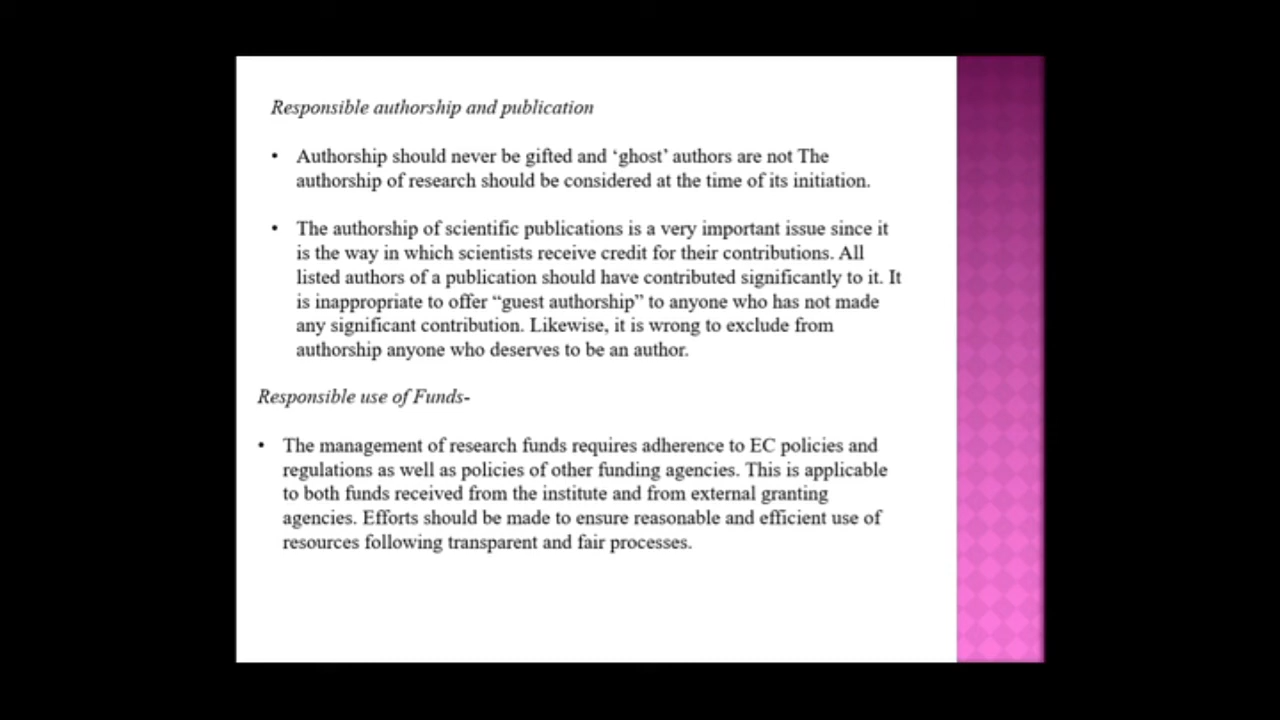 Responsible authorship and publication
• Authorship should never be gifted and ‘ghost’ authors are not The
authorship of research should be considered at the time of its initiation.
• The authorship of scientific publications is a very important issue since it
is the way in which scientists receive credit for their contributions. All
listed authors of a publication should have contributed significantly to it. It
is inappropriate to offer “guest authorship” to anyone who has not made
any significant contribution. Likewise, it is wrong to exclude from
authorship anyone who deserves to be an author.
Responsible use of Funds-
• The management of research funds requires adherence to EC policies and
regulations as well as policies of other funding agencies. This is applicable
to both funds received from the institute and from external granting
agencies. Efforts should be made to ensure reasonable and efficient use of
resources following transparent and fair processes.